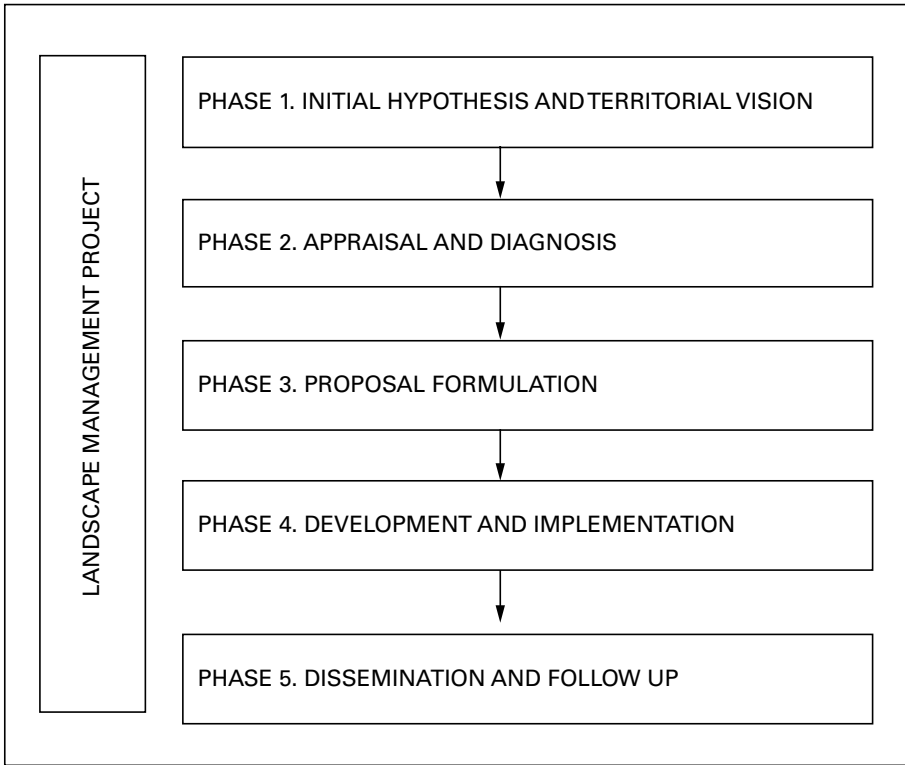 LANDSCAPE MANAGEMENT PROJECT
PHASE 1. INITIAL HYPOTHESIS AND TERRITORIAL VISION
PHASE 2. APPRAISAL AND DIAGNOSIS
PHASE 3. PROPOSAL FORMULATION
PHASE 4. DEVELOPMENT AND IMPLEMENTATION
PHASE 5. DISSEMINATION AND FOLLOW UP